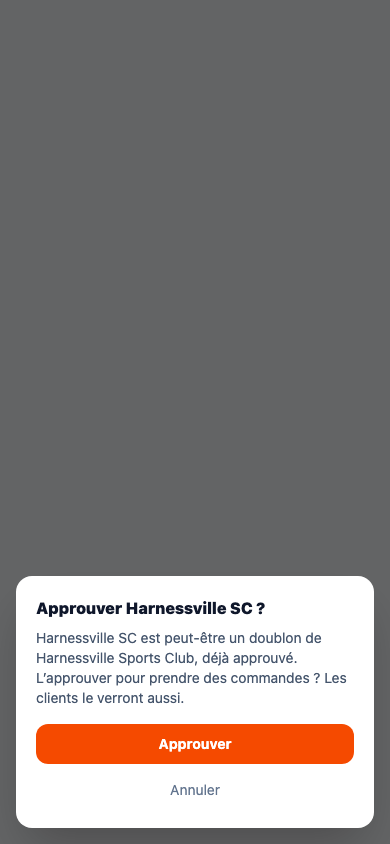 Approuver Harnessville SC ?
Harnessville SC est peut-être un doublon de
Harnessville Sports Club, déjà approuvé.
L’approuver pour prendre des commandes ? Les
clients le verront aussi.
Approuver
Annuler